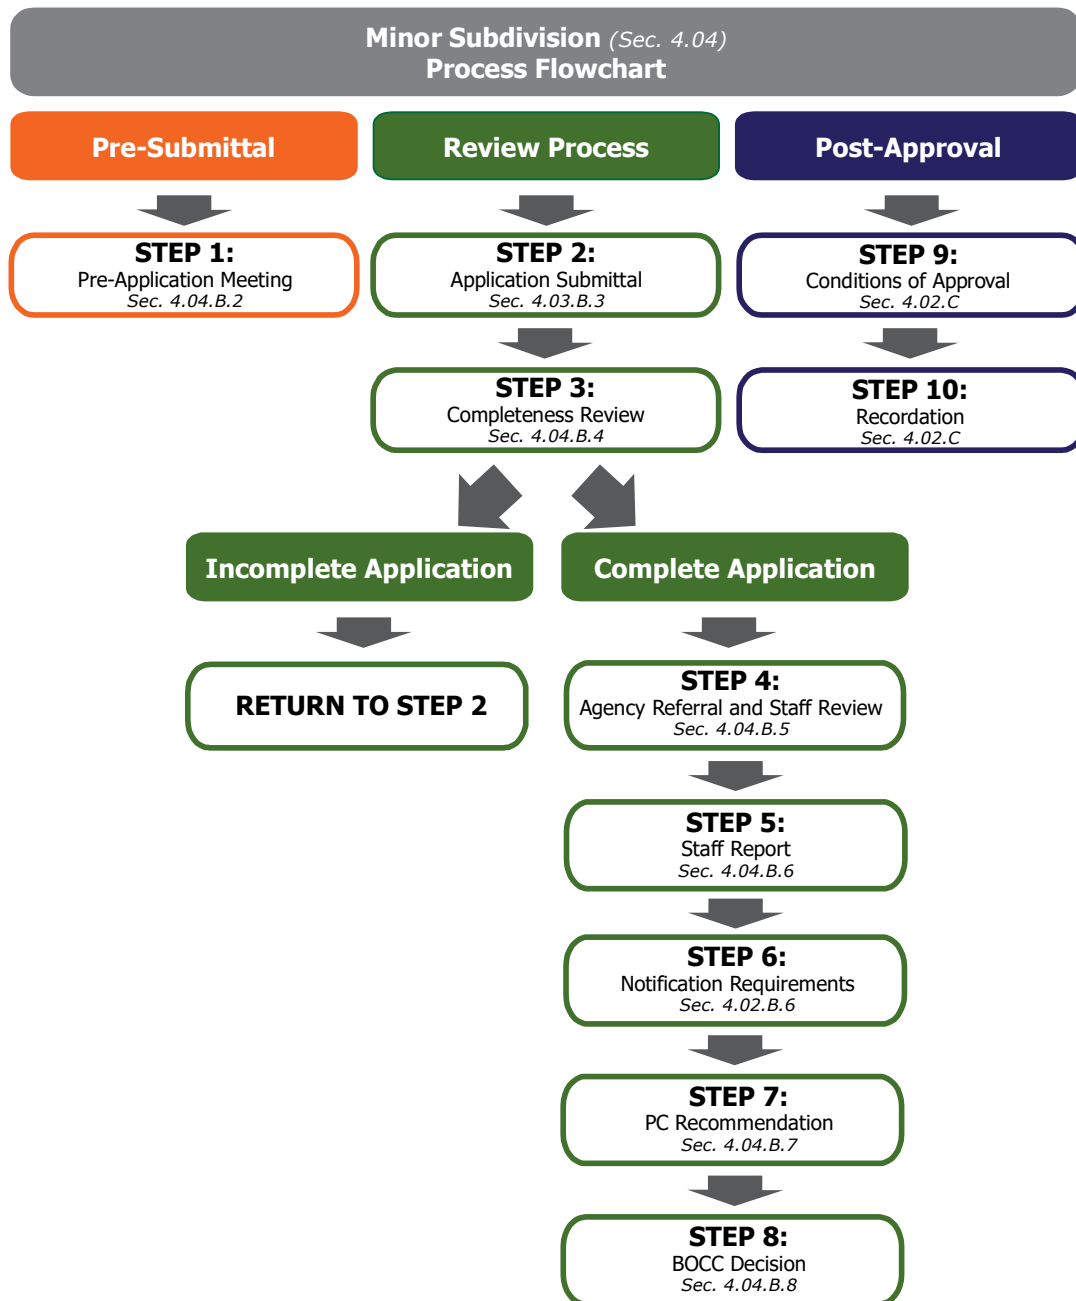 Minor Subdivision (Sec. 4.04)
Process Flowchart
Pre-Submittal
Review Process
Post-Approval
STEP 1:
Pre-Application Meeting
Sec. 4.04.B.2
STEP 2:
Application Submittal
Sec. 4.03.B.3
STEP 9:
Conditions of Approval
Sec. 4.02.C
STEP 3:
Completeness Review
Sec. 4.04.B.4
STEP 10:
Recordation
Sec. 4.02.C
Incomplete Application
Complete Application
RETURN TO STEP 2
STEP 4:
Agency Referral and Staff Review
Sec. 4.04.B.5
STEP 5:
Staff Report
Sec. 4.04.B.6
STEP 6:
Notification Requirements
Sec. 4.02.B.6
STEP 7:
PC Recommendation
Sec. 4.04.B.7
STEP 8:
BOCC Decision
Sec. 4.04.B.8